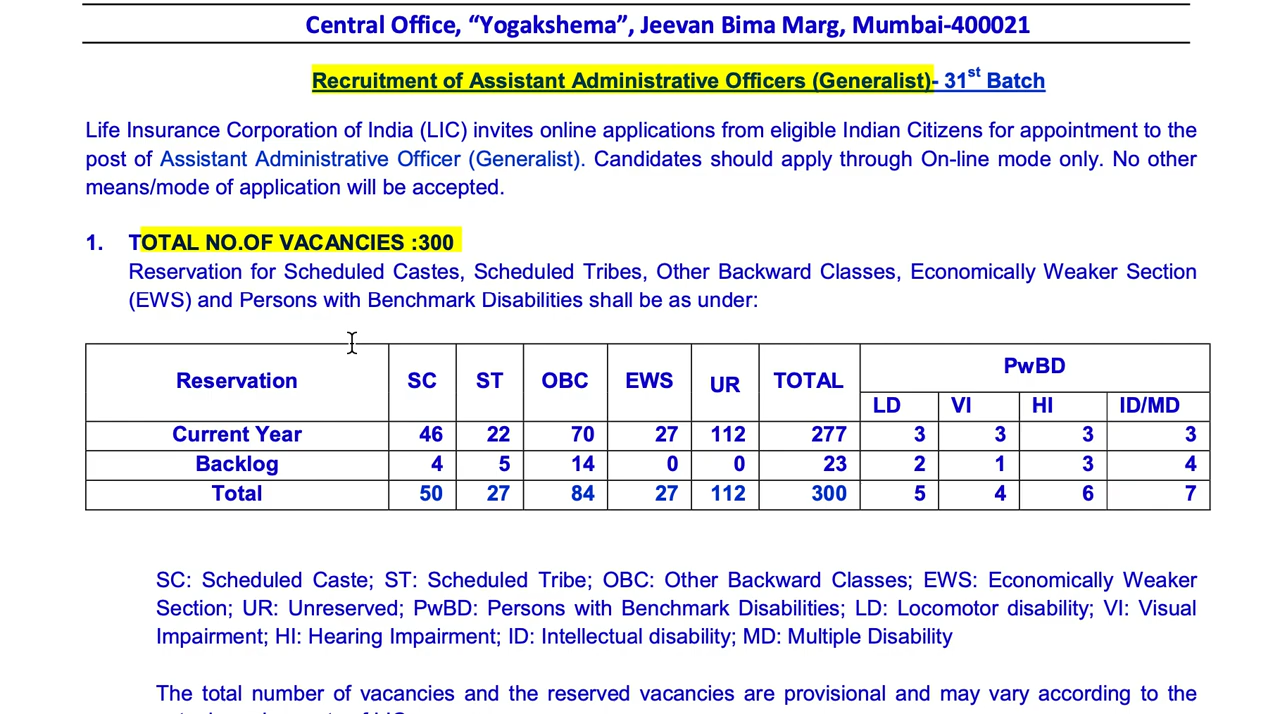 Central Office, “Yogakshema”, Jeevan Bima Marg, Mumbai-400021
Recruitment of Assistant Administrative Officers (Generalist)- 31st Batch
Life Insurance Corporation of India (LIC) invites online applications from eligible Indian Citizens for appointment to the
post of Assistant Administrative Officer (Generalist). Candidates should apply through On-line mode only. No other
means/mode of application will be accepted.
1. TOTAL NO.OF VACANCIES :300
Reservation for Scheduled Castes, Scheduled Tribes, Other Backward Classes, Economically Weaker Section
(EWS) and Persons with Benchmark Disabilities shall be as under:
Reservation SC ST OBC EWS UR TOTAL PwBD
LD VI HI ID/MD
Current Year 46 22 70 27 112 277 3 3 3 3
Backlog 4 5 14 0 0 23 2 1 3 4
Total 50 27 84 27 112 300 5 4 6 7
SC: Scheduled Caste; ST: Scheduled Tribe; OBC: Other Backward Classes; EWS: Economically Weaker
Section; UR: Unreserved; PwBD: Persons with Benchmark Disabilities; LD: Locomotor disability; VI: Visual
Impairment; HI: Hearing Impairment; ID: Intellectual disability; MD: Multiple Disability
The total number of vacancies and the reserved vacancies are provisional and may vary according to the